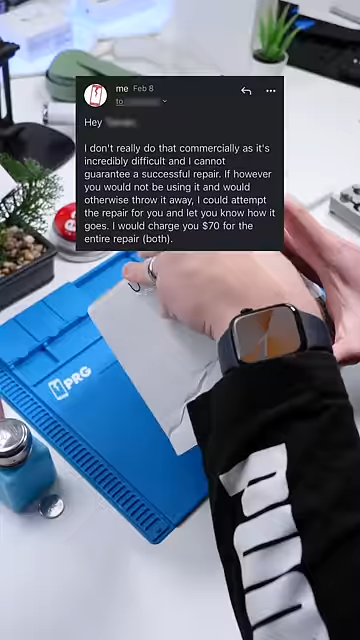 me Feb 8
to
Hey
I don't really do that commercially as it's
incredibly difficult and I cannot
guarantee a successful repair. If however
you would not be using it and would
otherwise throw it away, I could attempt
the repair for you and let you know how it
goes. I would charge you $70 for the
entire repair (both).
PRG